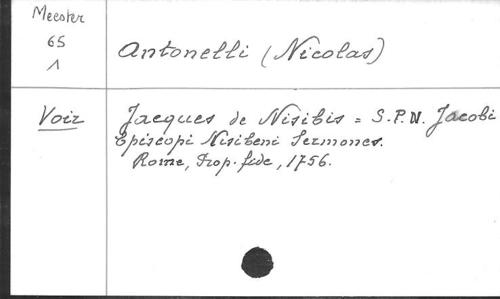 Meester
65
1
Antonelli (Nicolas)
Voir Jacques de Nisibis = S.P.N. Jacobi
Episcopi Nisibeni Sermones.
Rome, Prop. fide, 1756.